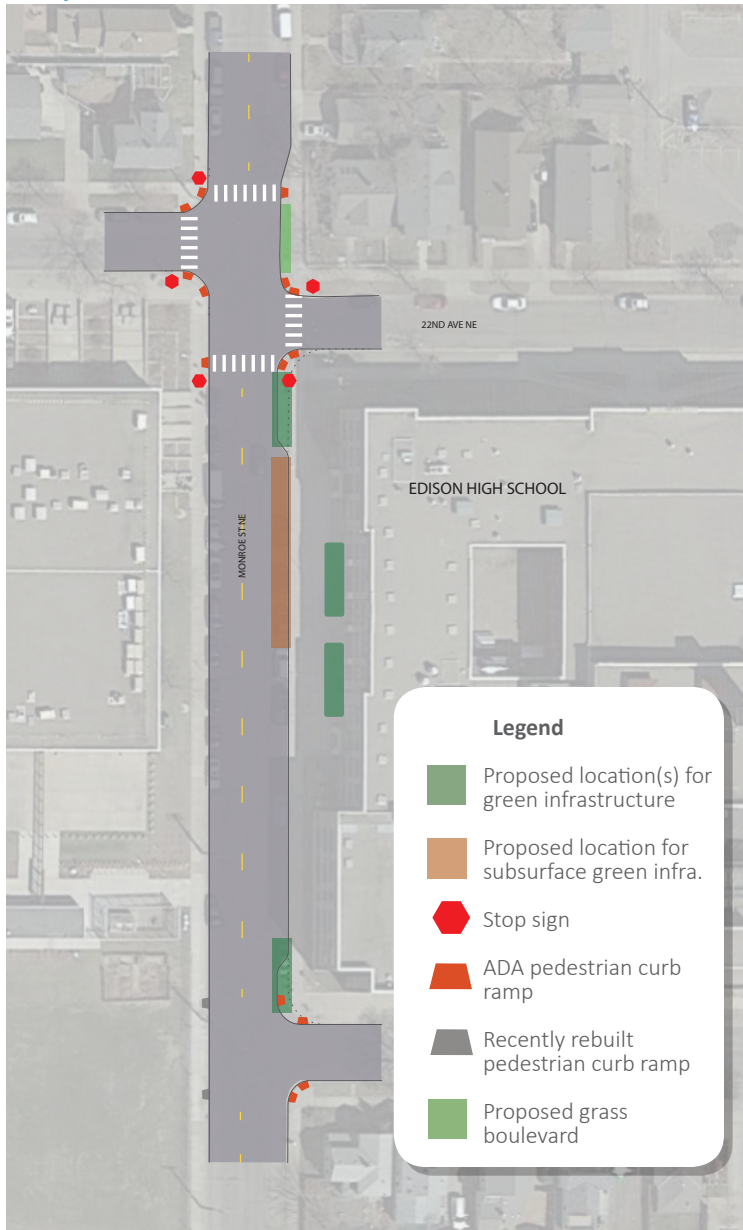 22ND AVE NE
EDISON HIGH SCHOOL
MONROE ST NE
Legend
Proposed location(s) for
green infrastructure
Proposed location for
subsurface green infra.
Stop sign
ADA pedestrian curb
ramp
Recently rebuilt
pedestrian curb ramp
Proposed grass
boulevard